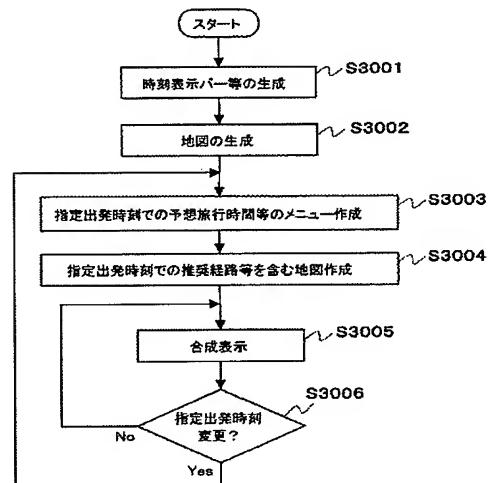 スタート
時刻表示バー等の生成
S3001
地図の生成
S3002
指定出発時刻での予想旅行時間等のメニュー作成
S3003
指定出発時刻での推奨経路等を含む地図作成
S3004
合成表示
S3005
指定出発時刻
変更?
S3006
No
Yes